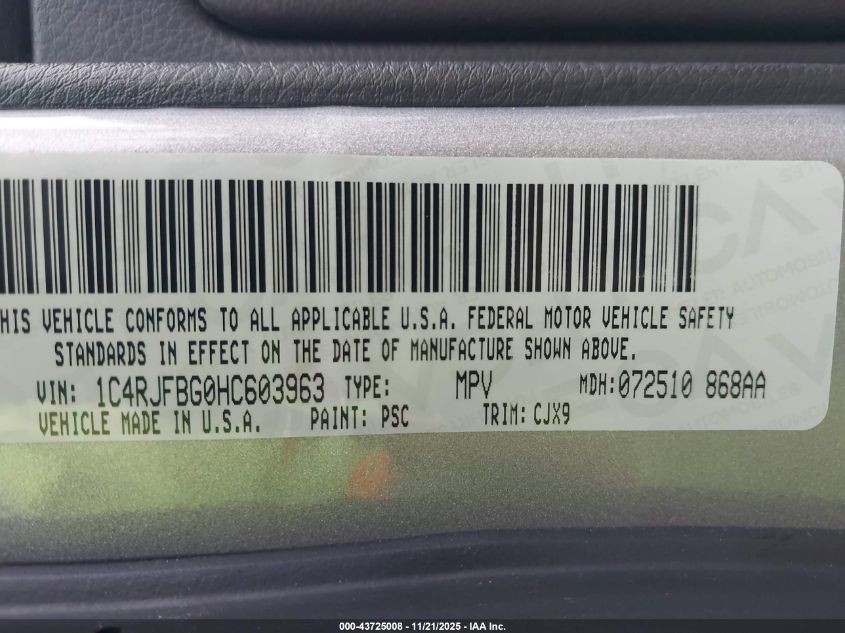 HIS VEHICLE CONFORMS TO ALL APPLICABLE U.S.A. FEDERAL MOTOR VEHICLE SAFETY
STANDARDS IN EFFECT ON THE DATE OF MANUFACTURE SHOWN ABOVE.
VIN: 1C4RJFBG0HC603963 TYPE: MPV MDH: 072510 868AA
VEHICLE MADE IN U.S.A. PAINT: PSC TRIM: CJX9
000-43725008 - 11/21/2025 - IAA Inc.